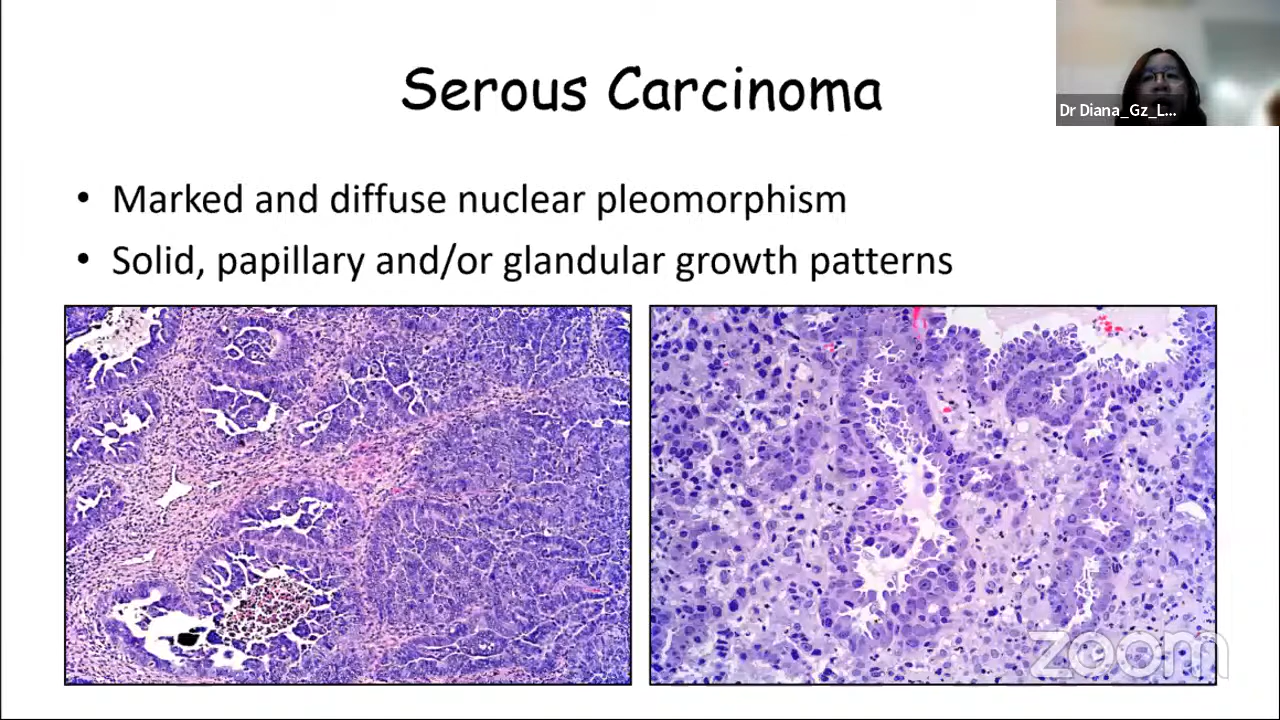 Serous Carcinoma
Dr Diana_Gz_L...
• Marked and diffuse nuclear pleomorphism
• Solid, papillary and/or glandular growth patterns
zoom